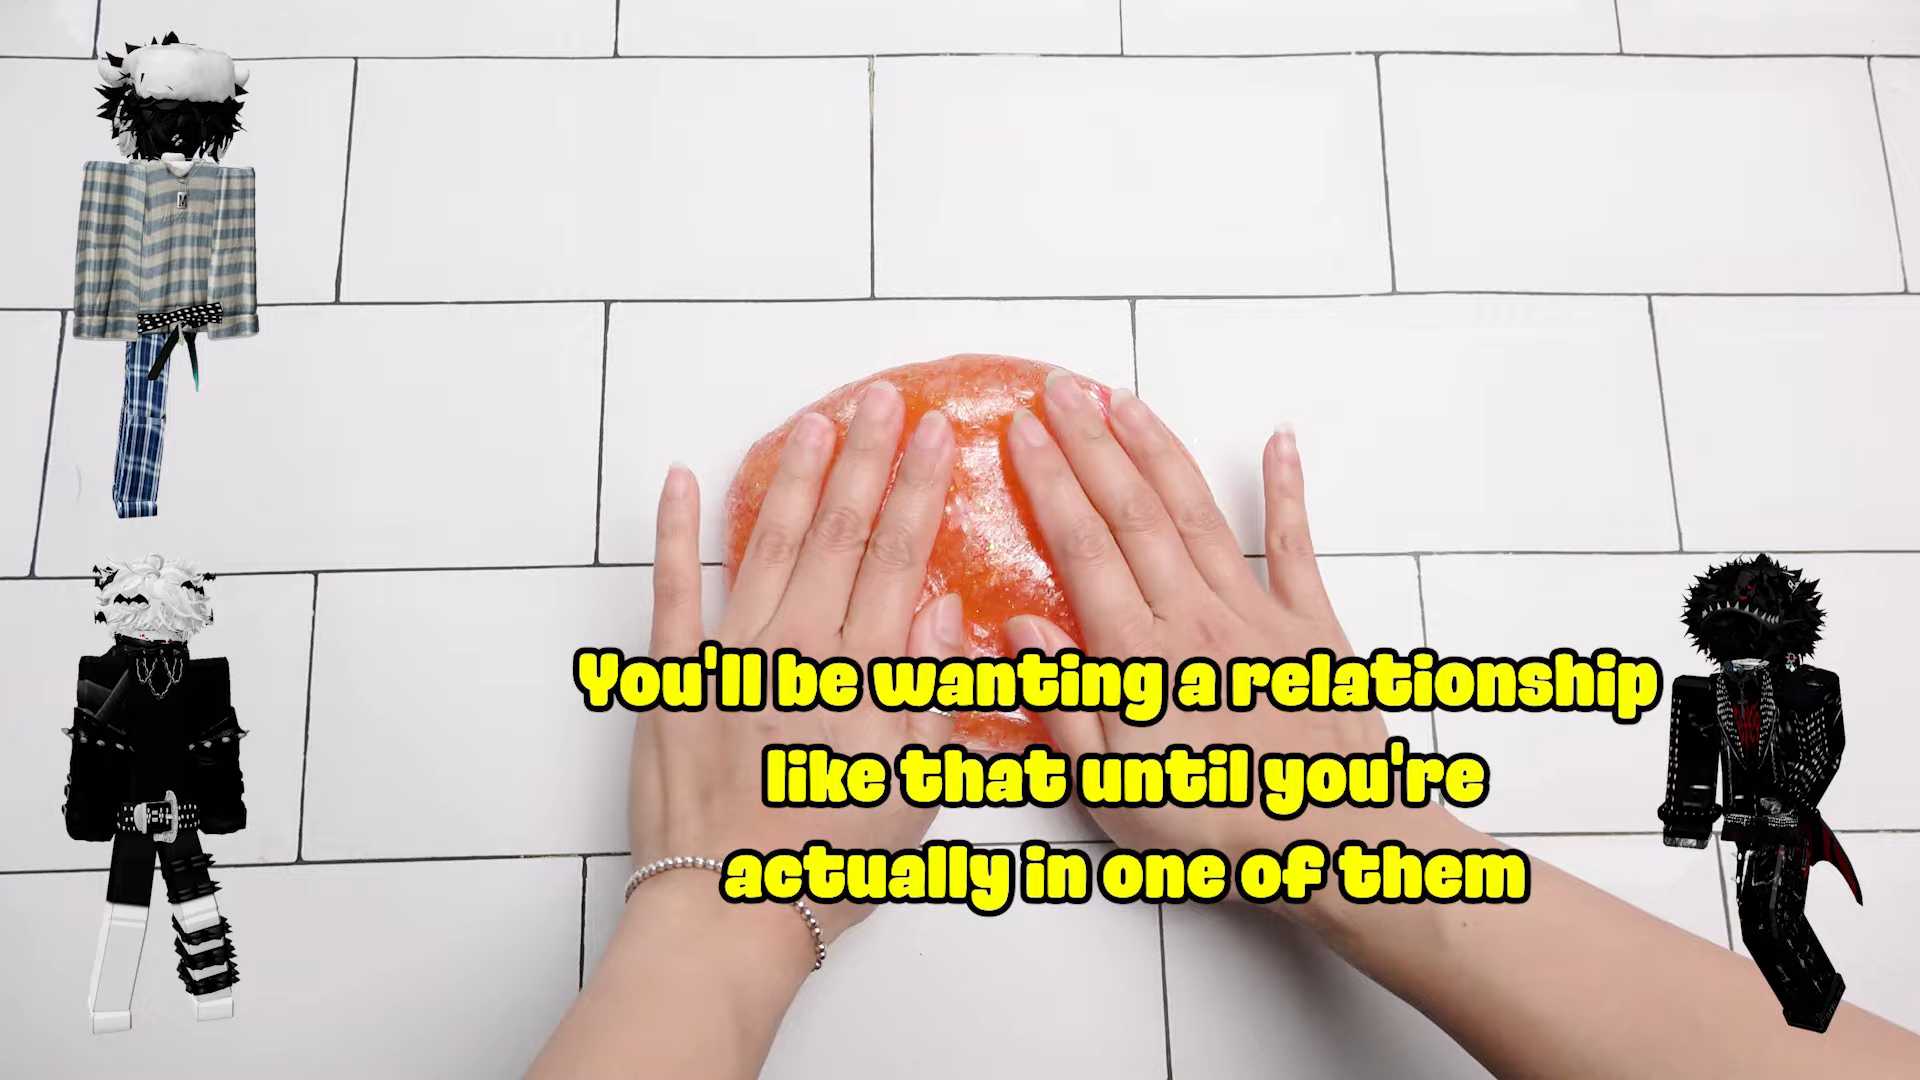 You'll be wanting a relationship
like that until you're
actually in one of them